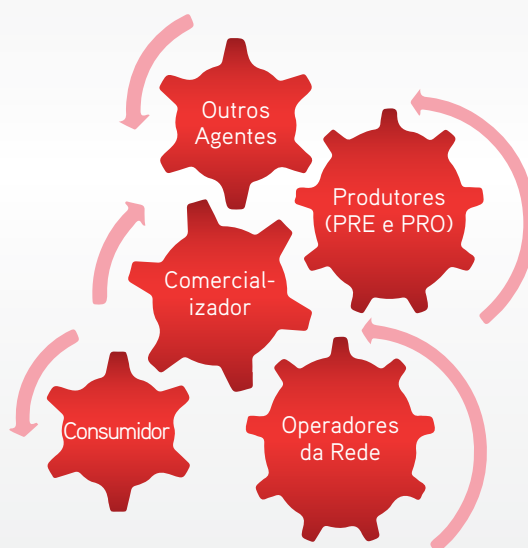 Outros
Agentes
Produtores
(PRE e PRO)
Comercial-
izador
Consumidor
Operadores
da Rede